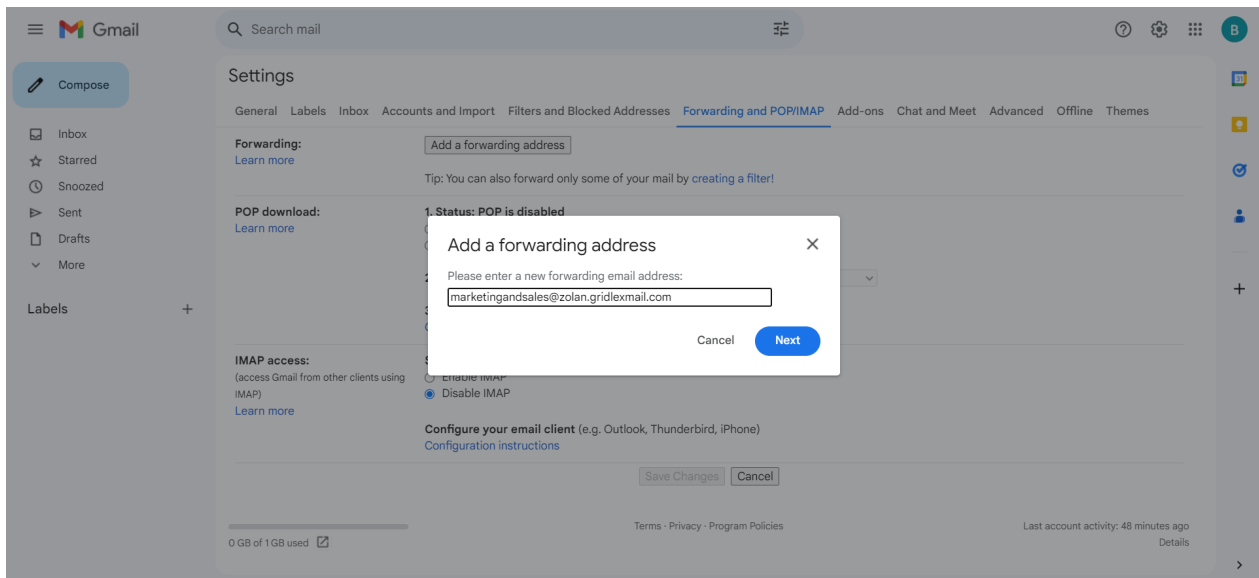 Gmail
Search mail
B
Compose
Inbox
Starred
Snoozed
Sent
Drafts
More
Labels
Settings
General Labels Inbox Accounts and Import Filters and Blocked Addresses Forwarding and POP/IMAP Add-ons Chat and Meet Advanced Offline Themes
Forwarding:
Learn more
Add a forwarding address
Tip: You can also forward only some of your mail by creating a filter!
POP download:
Learn more
1. Status: POP is disabled
Add a forwarding address
Please enter a new forwarding email address:
marketingandsales@zolan.gridlexmail.com
Cancel Next
IMAP access:
(access Gmail from other clients using
IMAP)
Learn more
Enable IMAP
Disable IMAP
Configure your email client (e.g. Outlook, Thunderbird, iPhone)
Configuration instructions
Save Changes Cancel
0 GB of 1 GB used
Terms · Privacy · Program Policies
Last account activity: 48 minutes ago
Details
31